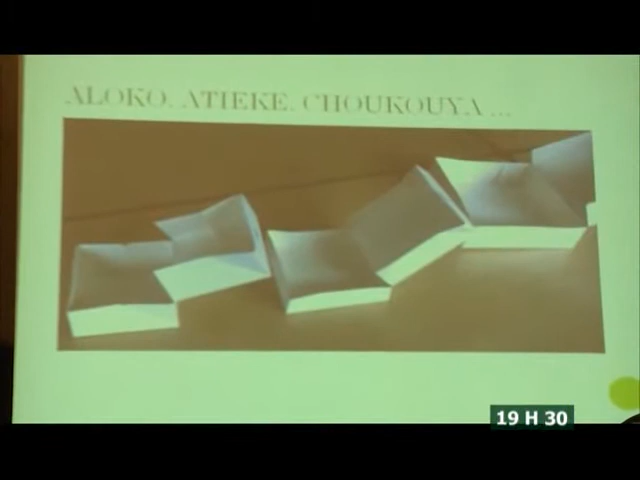 ALOKO, ATIEKE, CHOUKOUYA ...
19 H 30